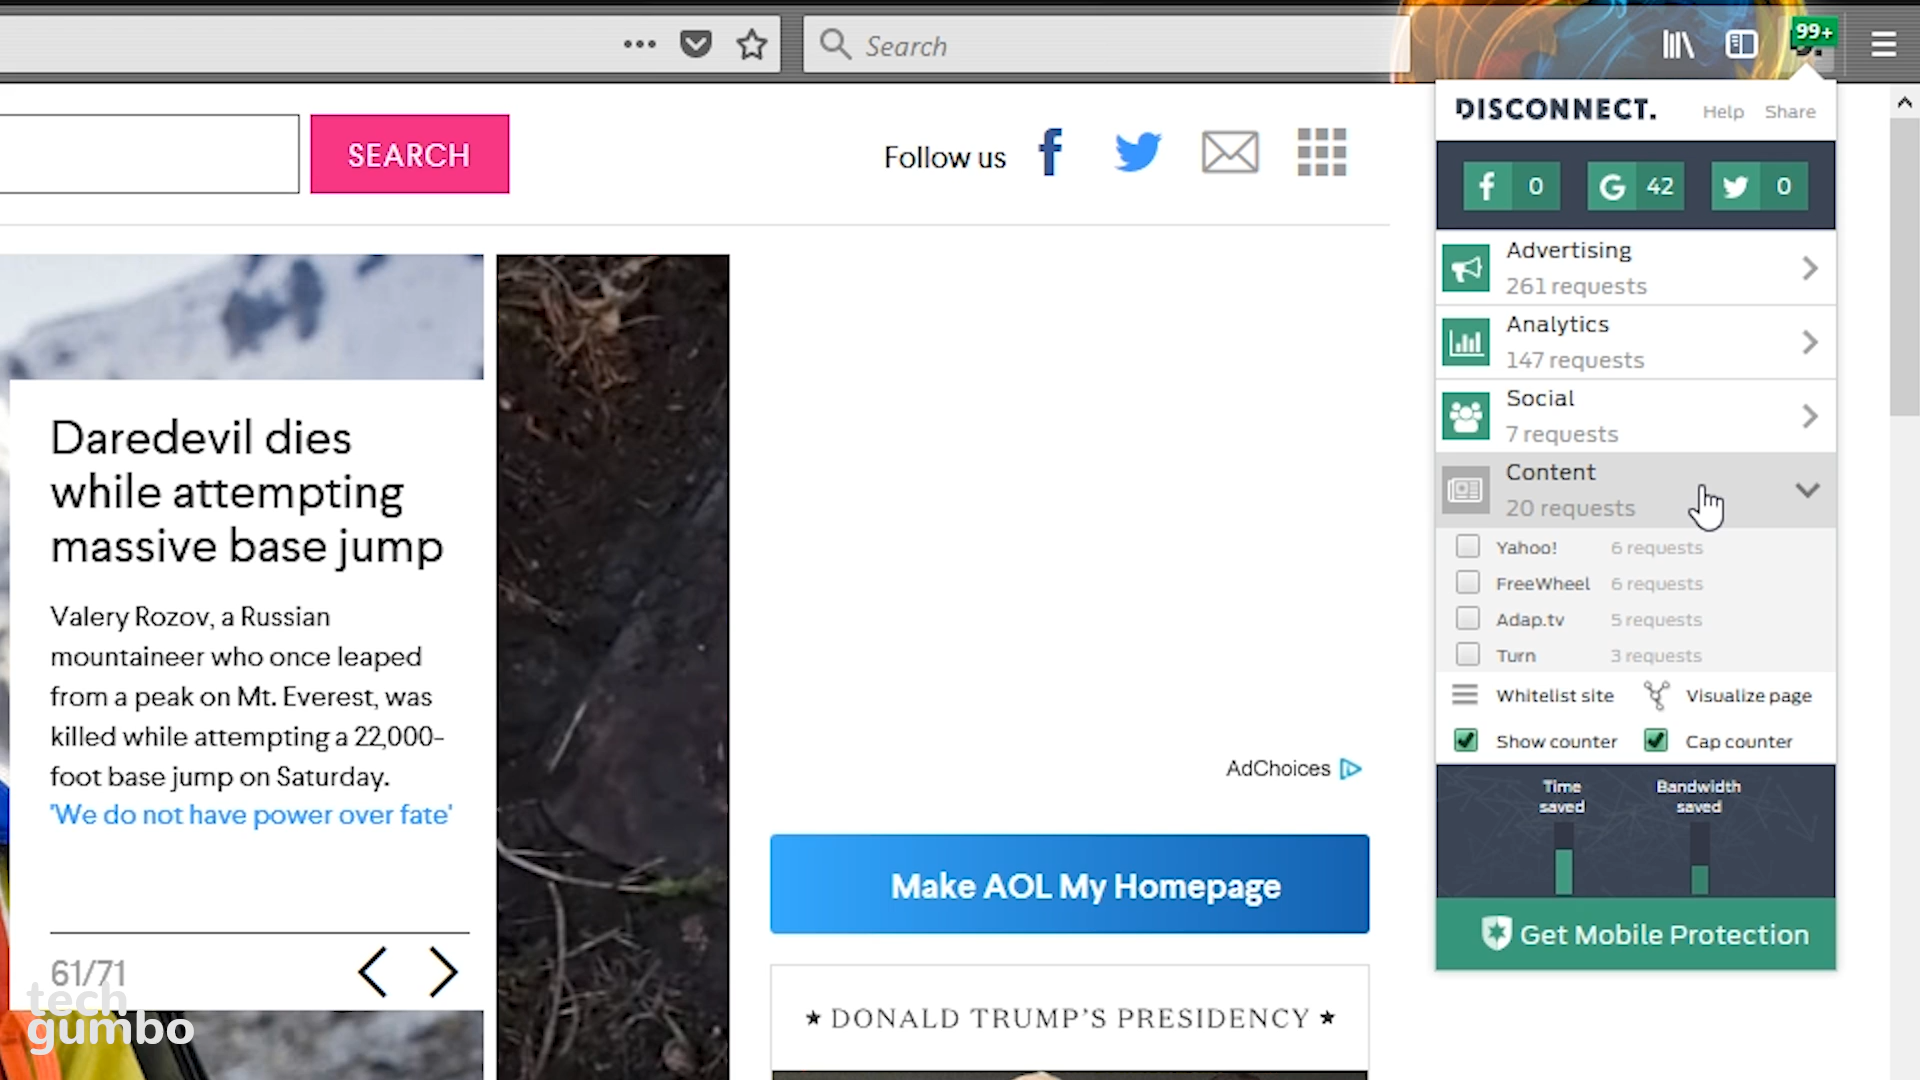 Search
99+
SEARCH
Follow us
Daredevil dies
while attempting
massive base jump
Valery Rozov, a Russian
mountaineer who once leaped
from a peak on Mt. Everest, was
killed while attempting a 22,000-
foot base jump on Saturday.
'We do not have power over fate'
61/71
tech
gumbo
AdChoices
Make AOL My Homepage
★ DONALD TRUMP'S PRESIDENCY ★
DISCONNECT.
Help Share
0 42 0
Advertising
261 requests
Analytics
147 requests
Social
7 requests
Content
20 requests
Yahoo! 6 requests
FreeWheel 6 requests
Adap.tv 5 requests
Turn 3 requests
Whitelist site Visualize page
Show counter Cap counter
Time Bandwidth
saved saved
Get Mobile Protection